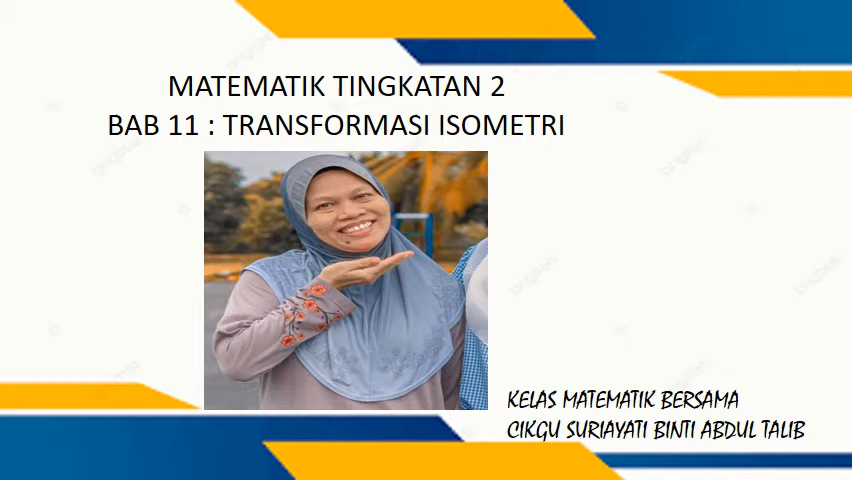 MATEMATIK TINGKATAN 2
BAB 11 : TRANSFORMASI ISOMETRI
KELAS MATEMATIK BERSAMA
CIKGU SURIAYATI BINTI ABDUL TALIB